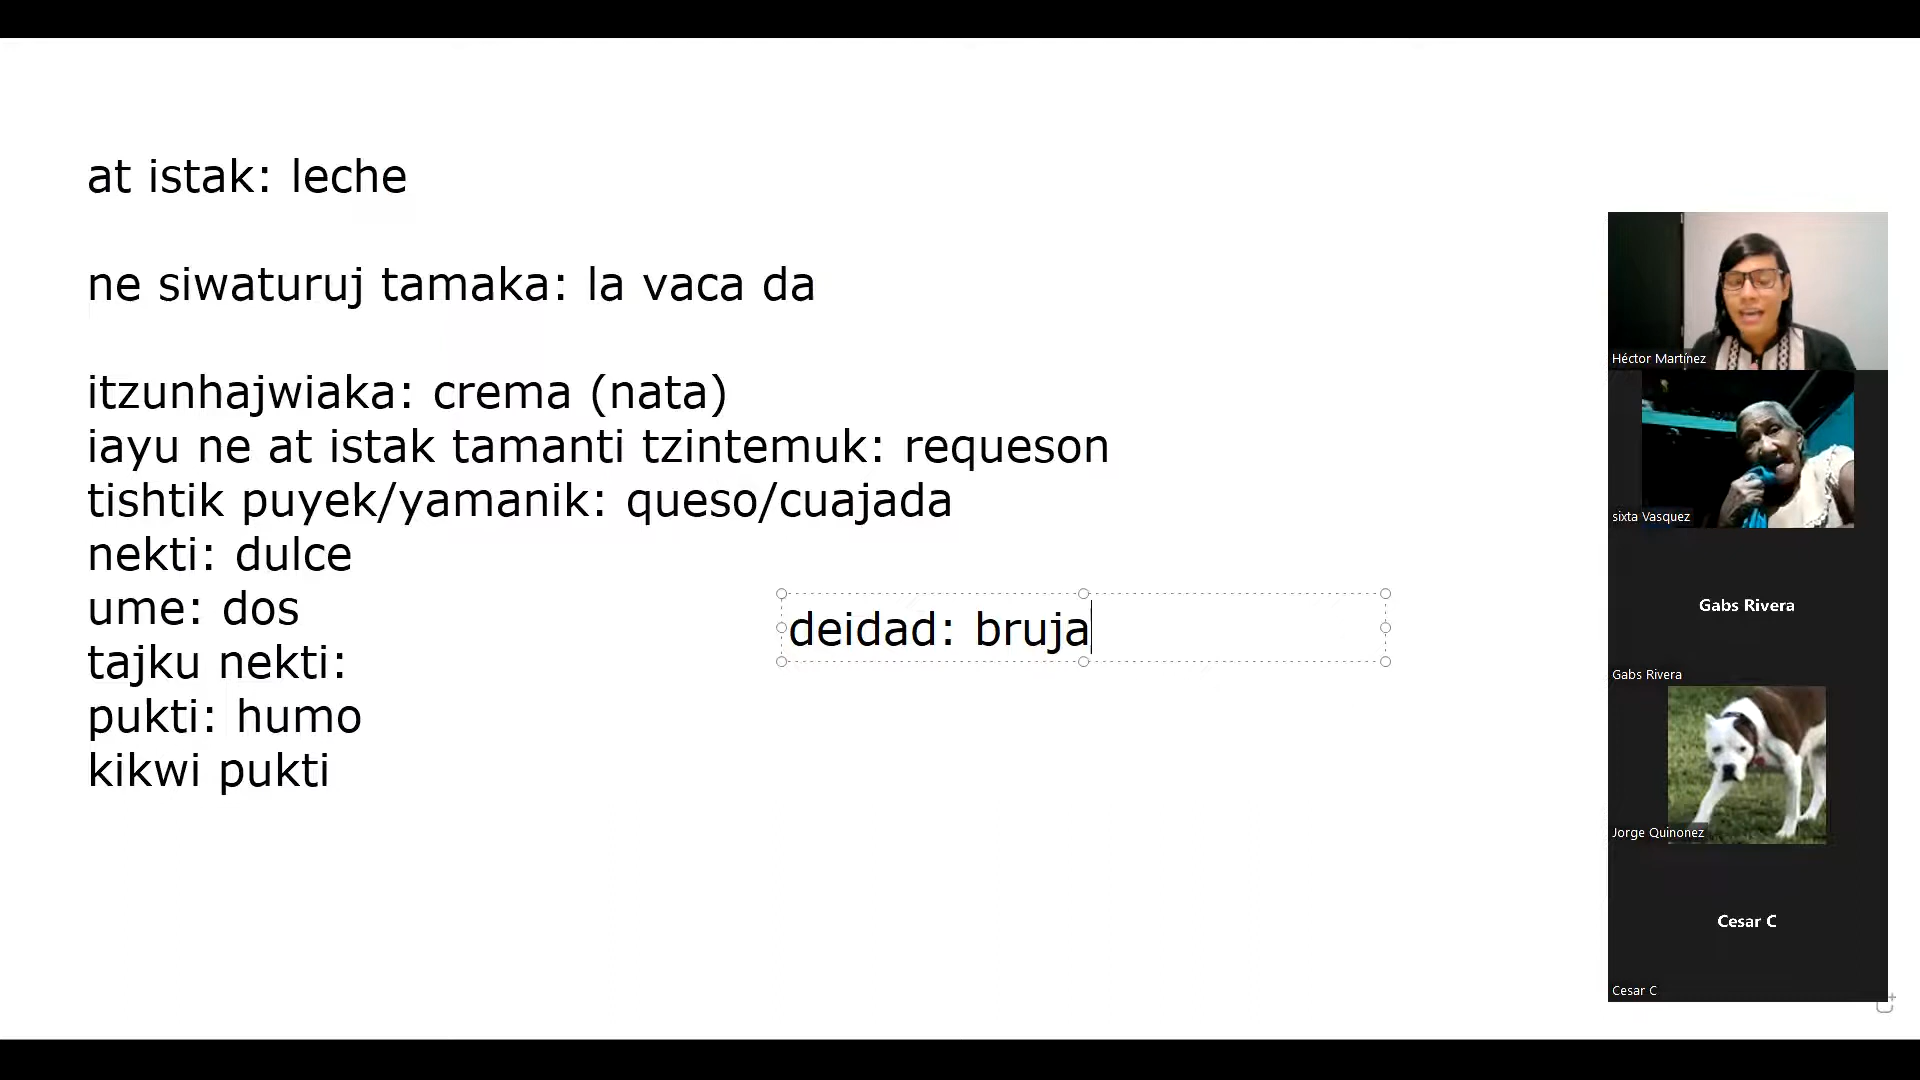 at istak: leche
ne siwaturuj tamaka: la vaca da
itzunhajwiaka: crema (nata)
iayu ne at istak tamanti tzintemuk: requeson
tishtik puyek/yamanik: queso/cuajada
nekti: dulce
ume: dos
tajku nekti:
pukti: humo
kikwi pukti
deidad: bruja
Héctor Martínez
sixta Vasquez
Gabs Rivera
Gabs Rivera
Jorge Quinonez
Cesar C
Cesar C